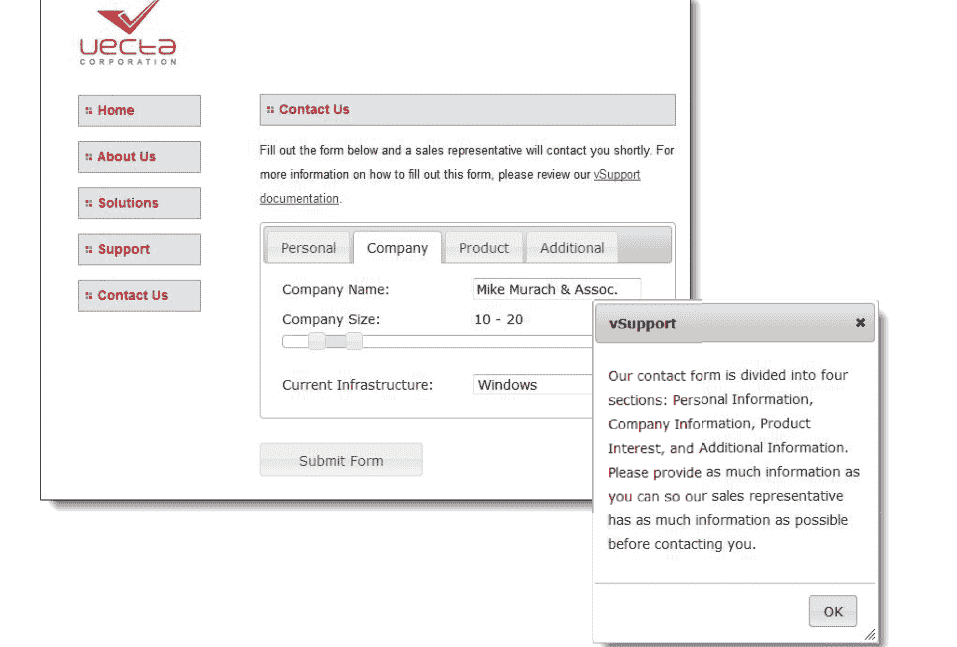 vecta
CORPORATION
Home
About Us
Solutions
Support
Contact Us
Contact Us
Fill out the form below and a sales representative will contact you shortly. For
more information on how to fill out this form, please review our vSupport
documentation.
Personal Company Product Additional
Company Name: Mike Murach & Assoc.
Company Size: 10 - 20
Current Infrastructure: Windows
Submit Form
vSupport
Our contact form is divided into four
sections: Personal Information,
Company Information, Product
Interest, and Additional Information.
Please provide as much information as
you can so our sales representative
has as much information as possible
before contacting you.
OK